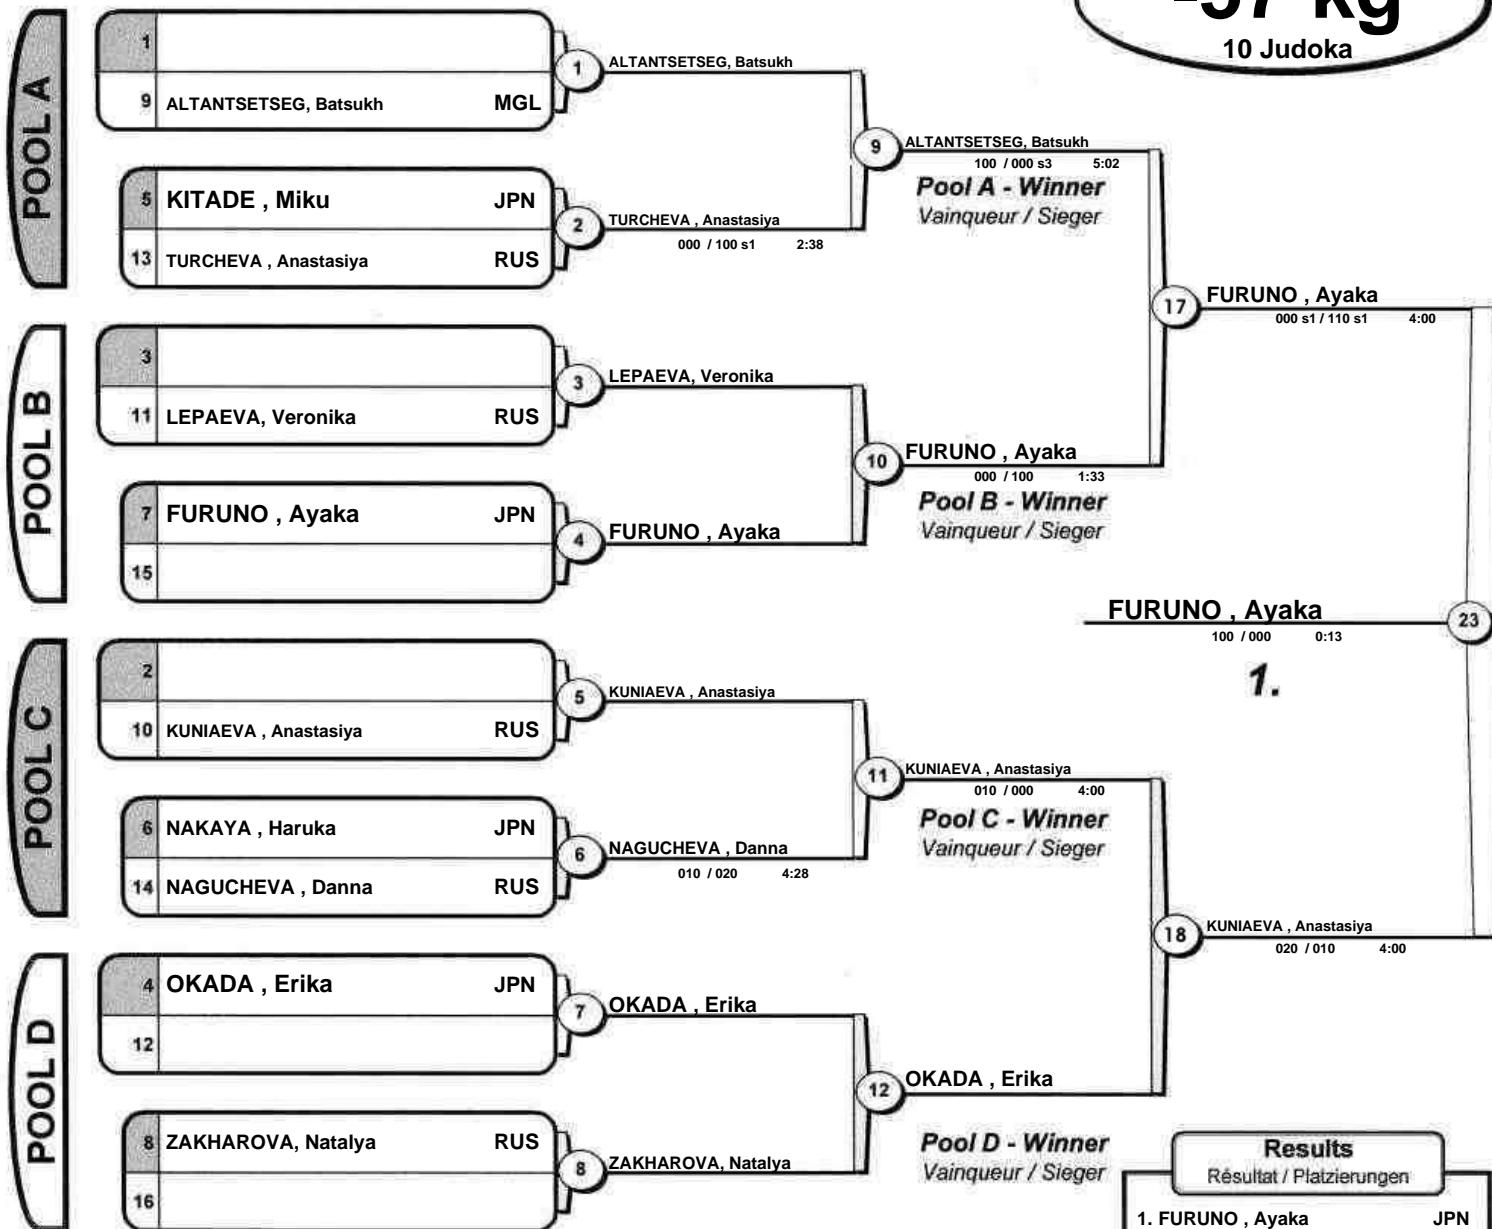 -57 kg
10 Judoka
POOL A
1
9 ALTANTSETSEG, Batsukh MGL
1
ALTANTSETSEG, Batsukh
5 KITADE , Miku JPN
13 TURCHEVA , Anastasiya RUS
2
TURCHEVA , Anastasiya
000 / 100 s1 2:38
9
ALTANTSETSEG, Batsukh
100 / 000 s3 5:02
Pool A - Winner
Vainqueur / Sieger
POOL B
3
11 LEPAEVA, Veronika RUS
3
LEPAEVA, Veronika
7 FURUNO , Ayaka JPN
15
4
FURUNO , Ayaka
10
FURUNO , Ayaka
000 / 100 1:33
Pool B - Winner
Vainqueur / Sieger
17
FURUNO , Ayaka
000 s1 / 110 s1 4:00
POOL C
2
10 KUNIAEVA , Anastasiya RUS
5
KUNIAEVA , Anastasiya
6 NAKAYA , Haruka JPN
14 NAGUCHEVA , Danna RUS
6
NAGUCHEVA , Danna
010 / 020 4:28
11
KUNIAEVA , Anastasiya
010 / 000 4:00
Pool C - Winner
Vainqueur / Sieger
POOL D
4 OKADA , Erika JPN
12
7
OKADA , Erika
8 ZAKHAROVA, Natalya RUS
16
8
ZAKHAROVA, Natalya
12
OKADA , Erika
Pool D - Winner
Vainqueur / Sieger
18
KUNIAEVA , Anastasiya
020 / 010 4:00
23
FURUNO , Ayaka
100 / 000 0:13
1.
Results
Résultat / Platzierungen
1. FURUNO , Ayaka JPN